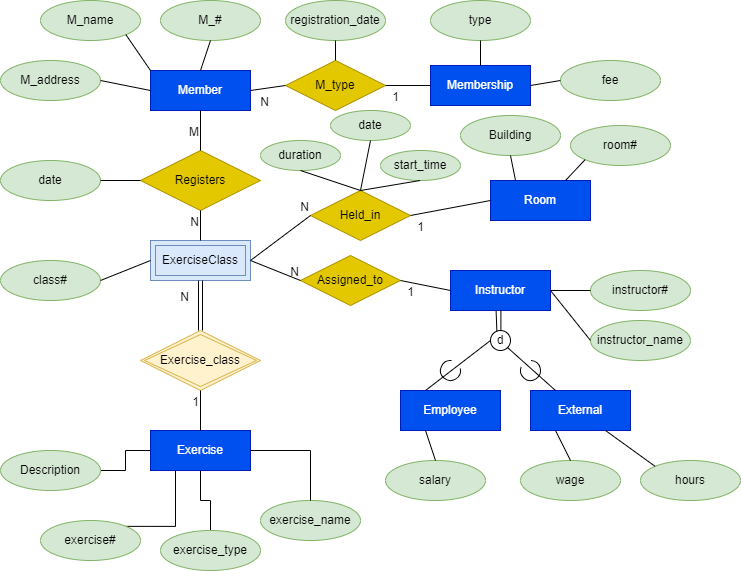 M_name
M_#
registration_date
type
M_address
Member
M_type
Membership
fee
N
1
date
M
duration
start_time
Building
room#
date
Registers
N
Held_in
Room
N
1
ExerciseClass
class#
N
Assigned_to
1
Instructor
instructor#
N
instructor_name
d
Exercise_class
1
Employee
External
Exercise
Description
salary
wage
hours
exercise#
exercise_type
exercise_name